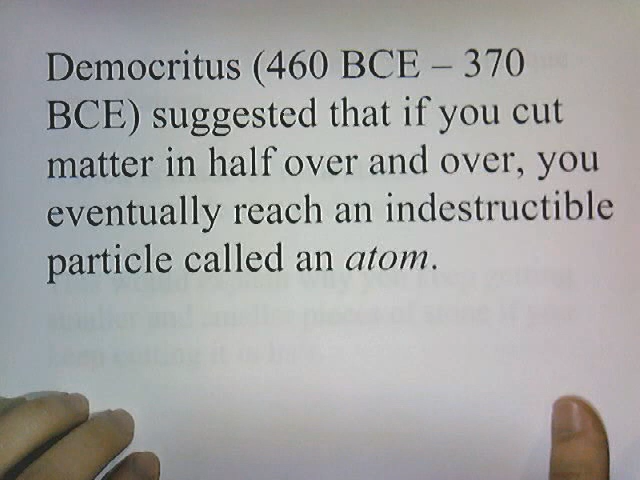 Democritus (460 BCE – 370
BCE) suggested that if you cut
matter in half over and over, you
eventually reach an indestructible
particle called an atom.